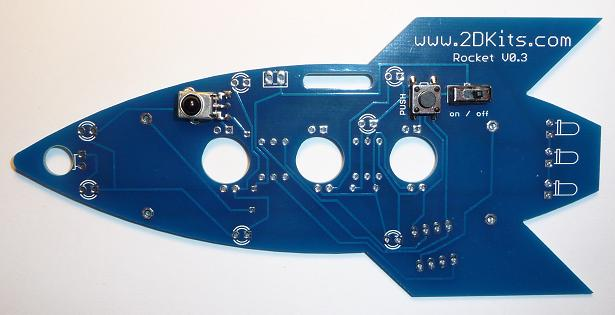 www.2DKits.com
Rocket V0.3
PUSH
on / off